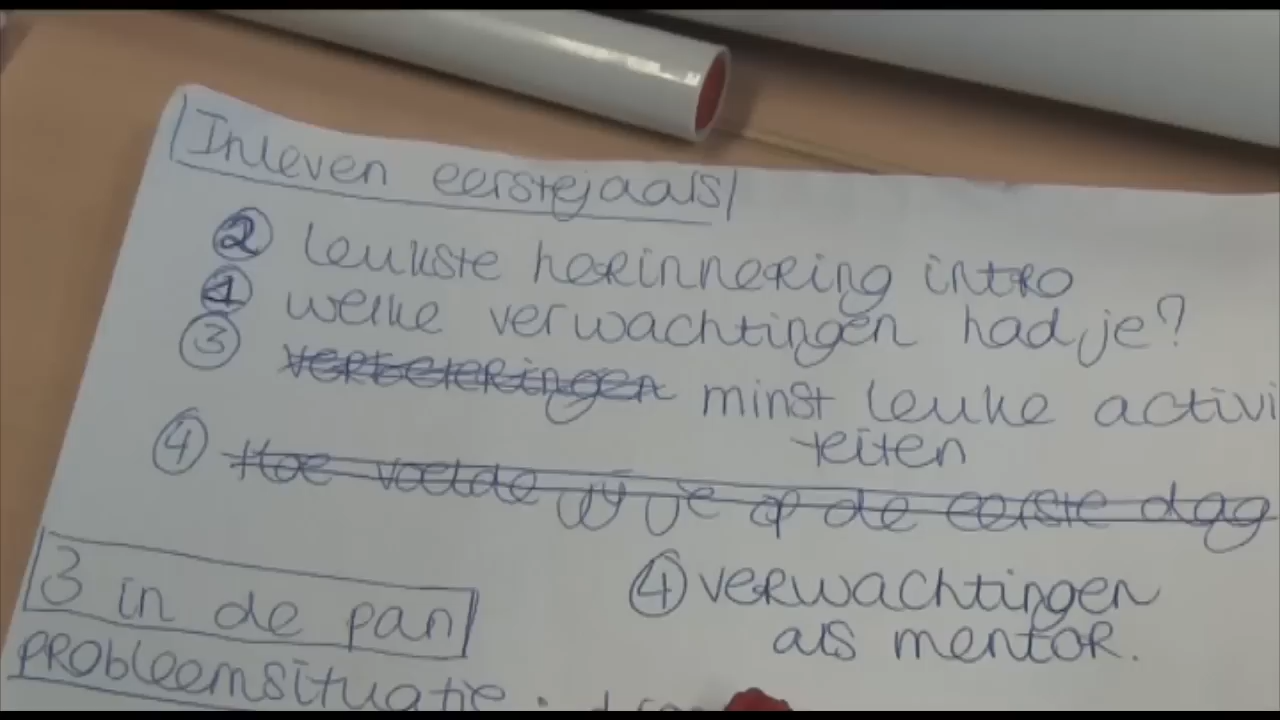 Inleven eerstejaars
② leukste herinnering intro
① welke verwachtingen had je?
③ verbeteringen minst leuke activi
teiten
④ Hoe voelde jij je op de eerste dag
④ verwachtingen
als mentor.
3 in de pan
probleemsituatie